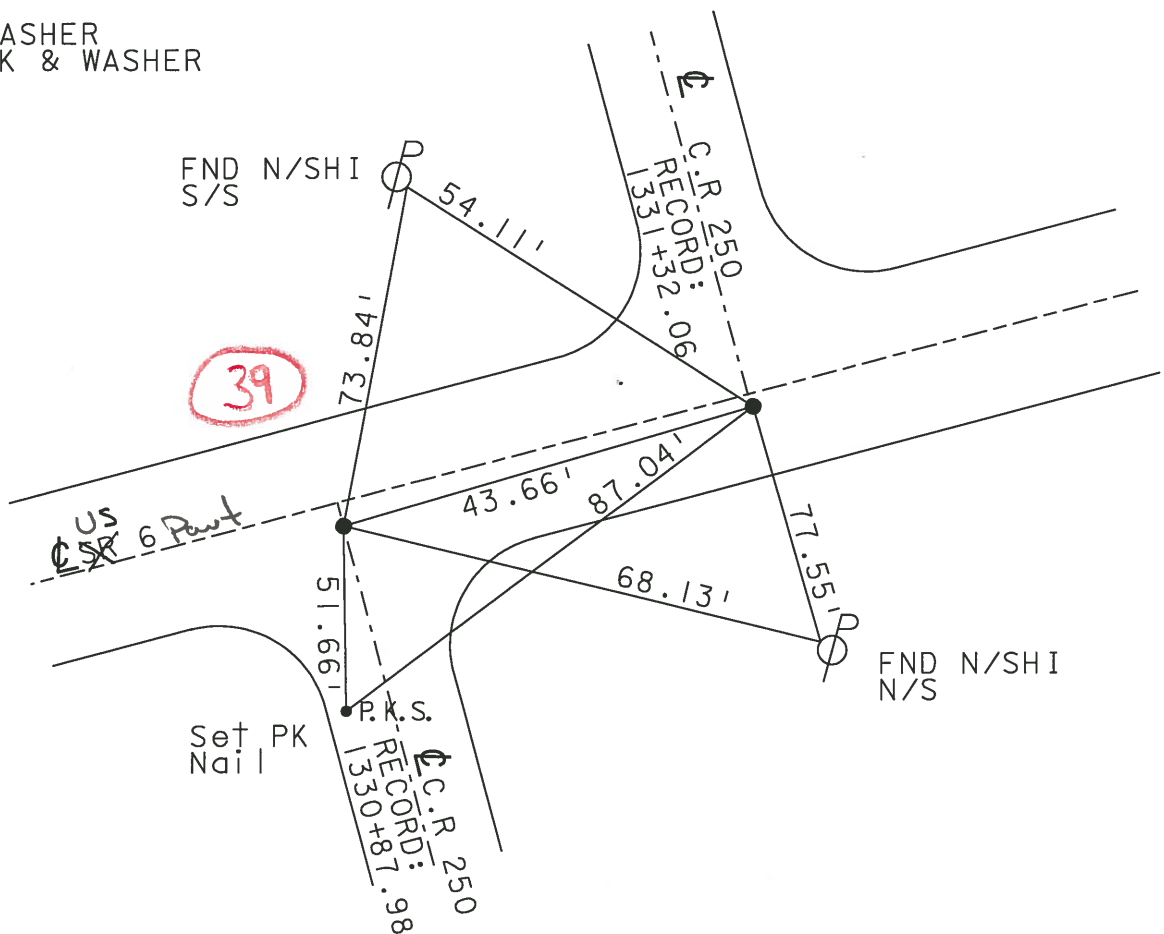 ASHER
K & WASHER
FND N/SHI
S/S
P
54.11'
℄
C.R 250
RECORD:
1331+32.06
73.84'
39
43.66'
87.04'
US
℄ SR 6 Pavt
51.66'
68.13'
77.55'
P
FND N/SHI
N/S
P.K.S.
Set PK
Nail
℄ C.R 250
RECORD:
1330+87.98